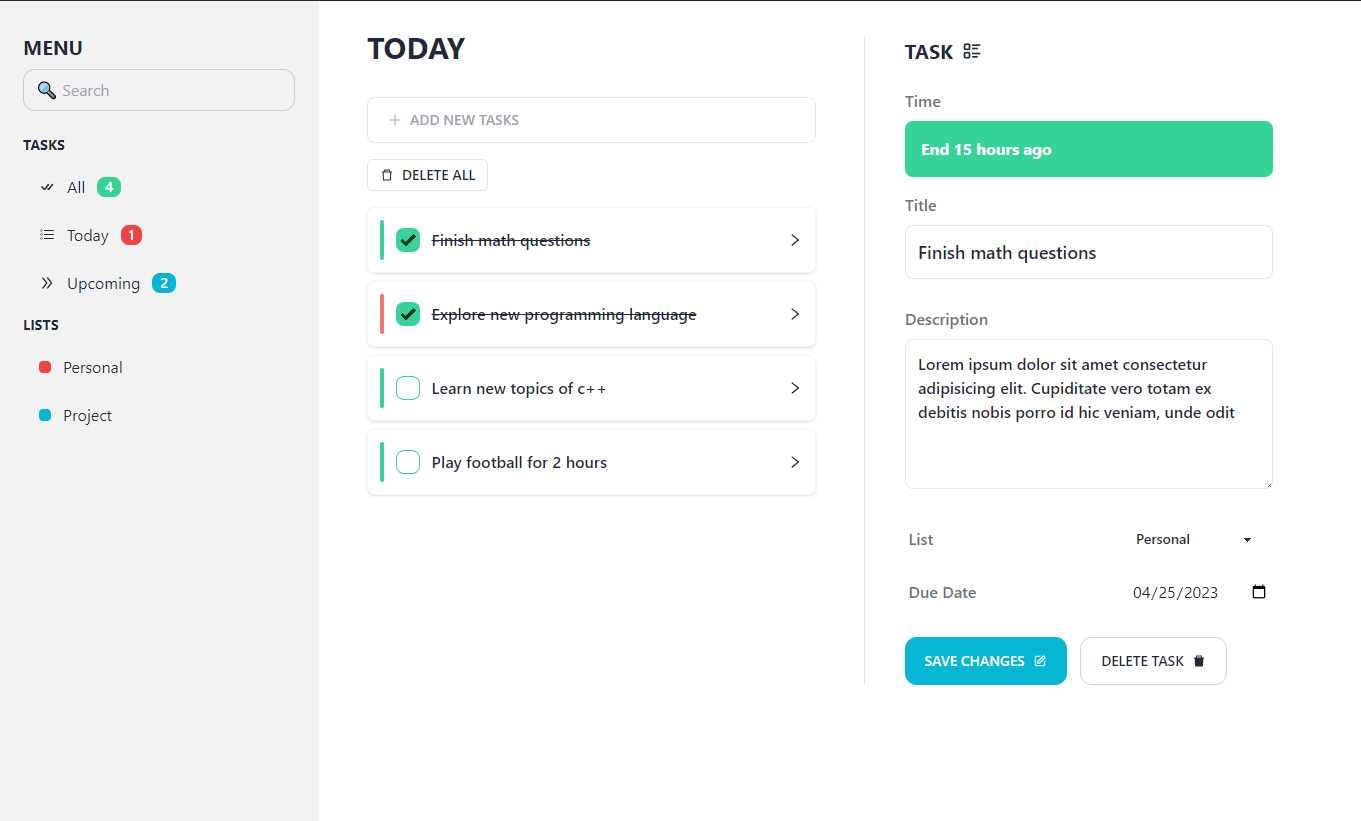 MENU
Search
TASKS
All 4
Today 1
Upcoming 2
LISTS
Personal
Project
TODAY
ADD NEW TASKS
DELETE ALL
Finish math questions
Explore new programming language
Learn new topics of c++
Play football for 2 hours
TASK
Time
End 15 hours ago
Title
Finish math questions
Description
Lorem ipsum dolor sit amet consectetur
adipisicing elit. Cupiditate vero totam ex
debitis nobis porro id hic veniam, unde odit
List Personal
Due Date 04/25/2023
SAVE CHANGES
DELETE TASK